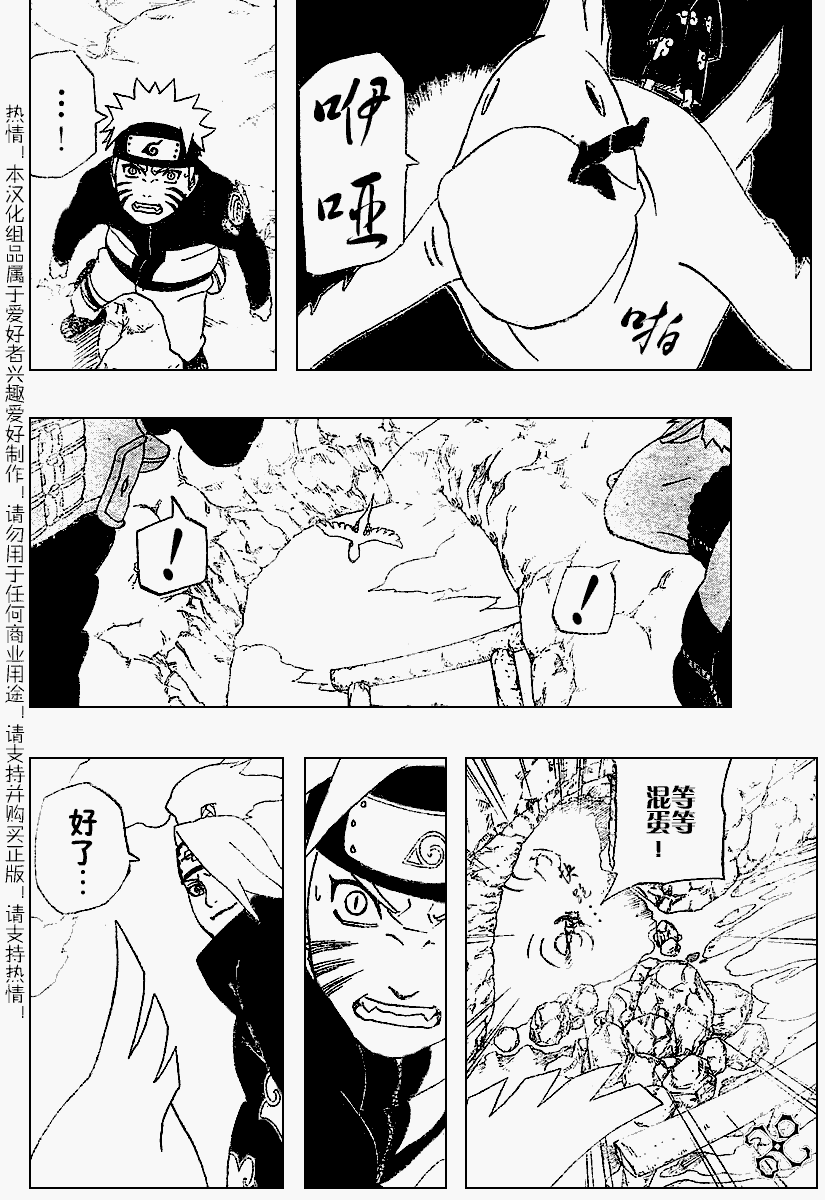 咿哑
啪
…！
！
！
等等
混蛋！
好了…
热情！本汉化组品属于爱好者兴趣爱好制作！请勿用于任何商业用途！请支持并购买正版！请支持热情！